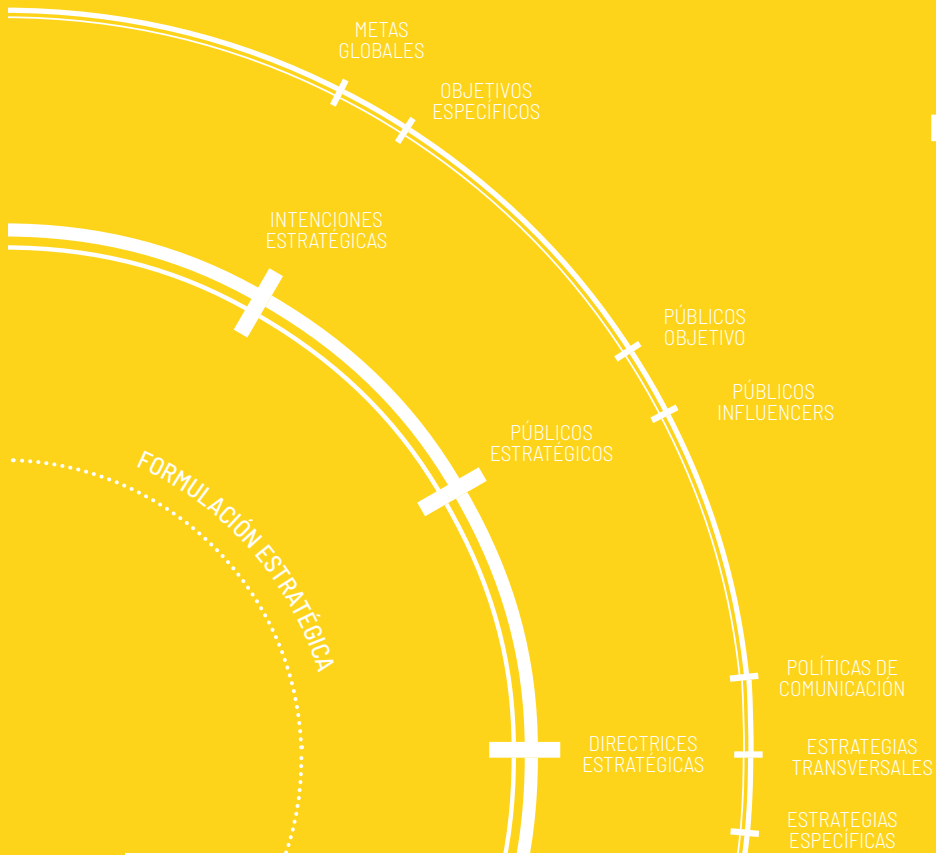 METAS
GLOBALES
OBJETIVOS
ESPECÍFICOS
INTENCIONES
ESTRATÉGICAS
PÚBLICOS
OBJETIVO
PÚBLICOS
INFLUENCERS
PÚBLICOS
ESTRATÉGICOS
FORMULACIÓN ESTRATÉGICA
POLÍTICAS DE
COMUNICACIÓN
DIRECTRICES
ESTRATÉGICAS
ESTRATEGIAS
TRANSVERSALES
ESTRATEGIAS
ESPECÍFICAS